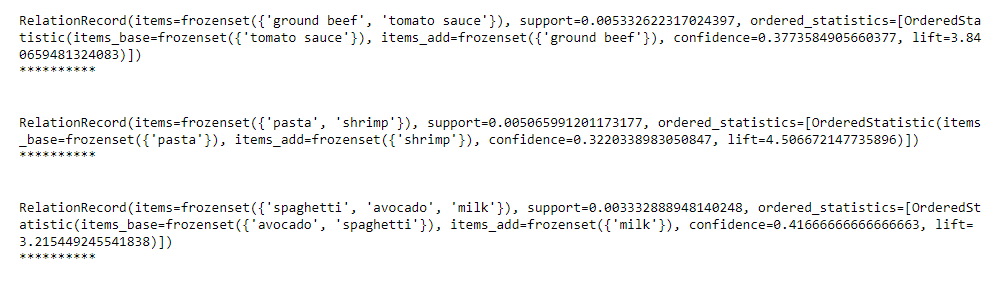 RelationRecord(items=frozenset({'ground beef', 'tomato sauce'}), support=0.005332622317024397, ordered_statistics=[OrderedSta
tistic(items_base=frozenset({'tomato sauce'}), items_add=frozenset({'ground beef'}), confidence=0.3773584905660377, lift=3.84
0659481324083)])
**********
RelationRecord(items=frozenset({'pasta', 'shrimp'}), support=0.005065991201173177, ordered_statistics=[OrderedStatistic(items
_base=frozenset({'pasta'}), items_add=frozenset({'shrimp'}), confidence=0.3220338983050847, lift=4.506672147735896)])
**********
RelationRecord(items=frozenset({'spaghetti', 'avocado', 'milk'}), support=0.003332888948140248, ordered_statistics=[OrderedSt
atistic(items_base=frozenset({'avocado', 'spaghetti'}), items_add=frozenset({'milk'}), confidence=0.41666666666666663, lift=
3.215449245541838)])
**********